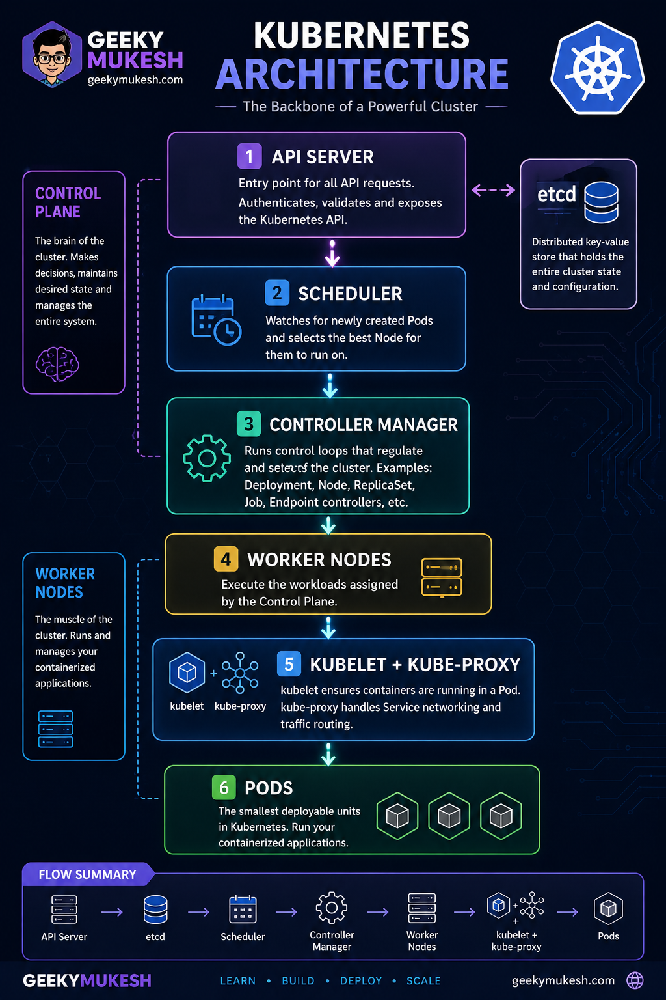 GEEKY
MUKESH
geekymukesh.com
KUBERNETES
ARCHITECTURE
The Backbone of a Powerful Cluster
1 API SERVER
Entry point for all API requests.
Authenticates, validates and exposes
the Kubernetes API.
etcd
Distributed key-value
store that holds the
entire cluster state
and configuration.
CONTROL
PLANE
The brain of the
cluster. Makes
decisions, maintains
desired state and
manages the
entire system.
2 SCHEDULER
Watches for newly created Pods
and selects the best Node for
them to run on.
3 CONTROLLER MANAGER
Runs control loops that regulate
and the cluster. Examples:
Deployment, Node, ReplicaSet,
Job, Endpoint controllers, etc.
4 WORKER NODES
Execute the workloads assigned
by the Control Plane.
WORKER
NODES
The muscle of the
cluster. Runs and
manages your
containerized
applications.
5 KUBELET + KUBE-PROXY
kubelet + kube-proxy
kubelet ensures containers are running in a Pod.
kube-proxy handles Service networking and
traffic routing.
6 PODS
The smallest deployable units
in Kubernetes. Run your
containerized applications.
FLOW SUMMARY
API Server
etcd
Scheduler
Controller
Manager
Worker
Nodes
+
+
kubelet +
kube-proxy
Pods
GEEKYMUKESH
LEARN • BUILD • DEPLOY • SCALE
geekymukesh.com